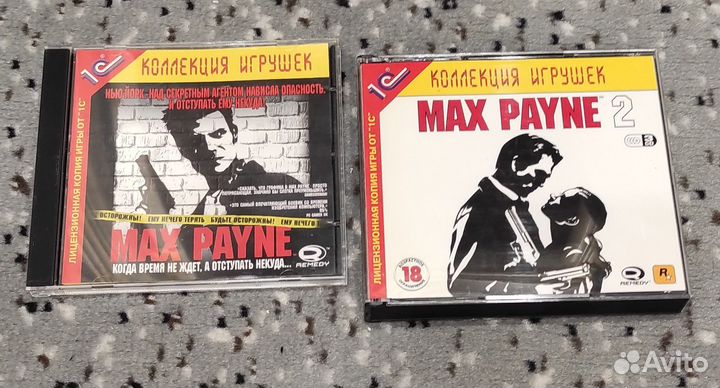 1С
КОЛЛЕКЦИЯ ИГРУШЕК
ЛИЦЕНЗИОННАЯ КОПИЯ ИГРЫ ОТ "1С"
НЬЮ-ЙОРК. НАД СЕКРЕТНЫМ АГЕНТОМ НАВИСЛА ОПАСНОСТЬ,
И ОТСТУПАТЬ ЕМУ НЕКУДА!
ОСТОРОЖНЫ! ЕМУ НЕЧЕГО ТЕРЯТЬ БУДЬТЕ ОСТОРОЖНЫ! ЕМУ НЕЧЕГО
MAX PAYNE
КОГДА ВРЕМЯ НЕ ЖДЕТ, А ОТСТУПАТЬ НЕКУДА...
REMEDY
1С
КОЛЛЕКЦИЯ ИГРУШЕК
ЛИЦЕНЗИОННАЯ КОПИЯ ИГРЫ ОТ "1С"
MAX PAYNE 2
3
18
REMEDY
R
Avito